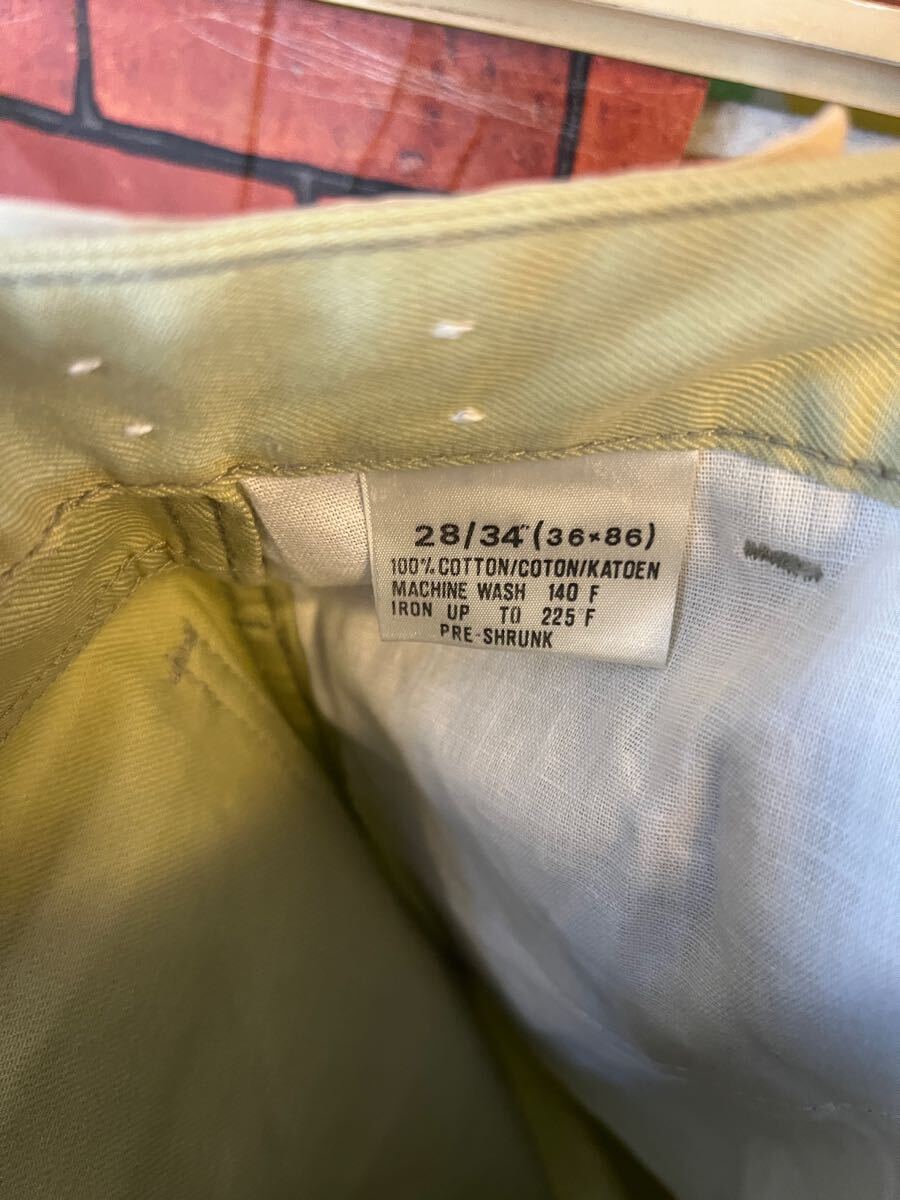 28/34" (36×86)
100% COTTON/COTON/KATOEN
MACHINE WASH 140 F
IRON UP TO 225°F
PRE-SHRUNK